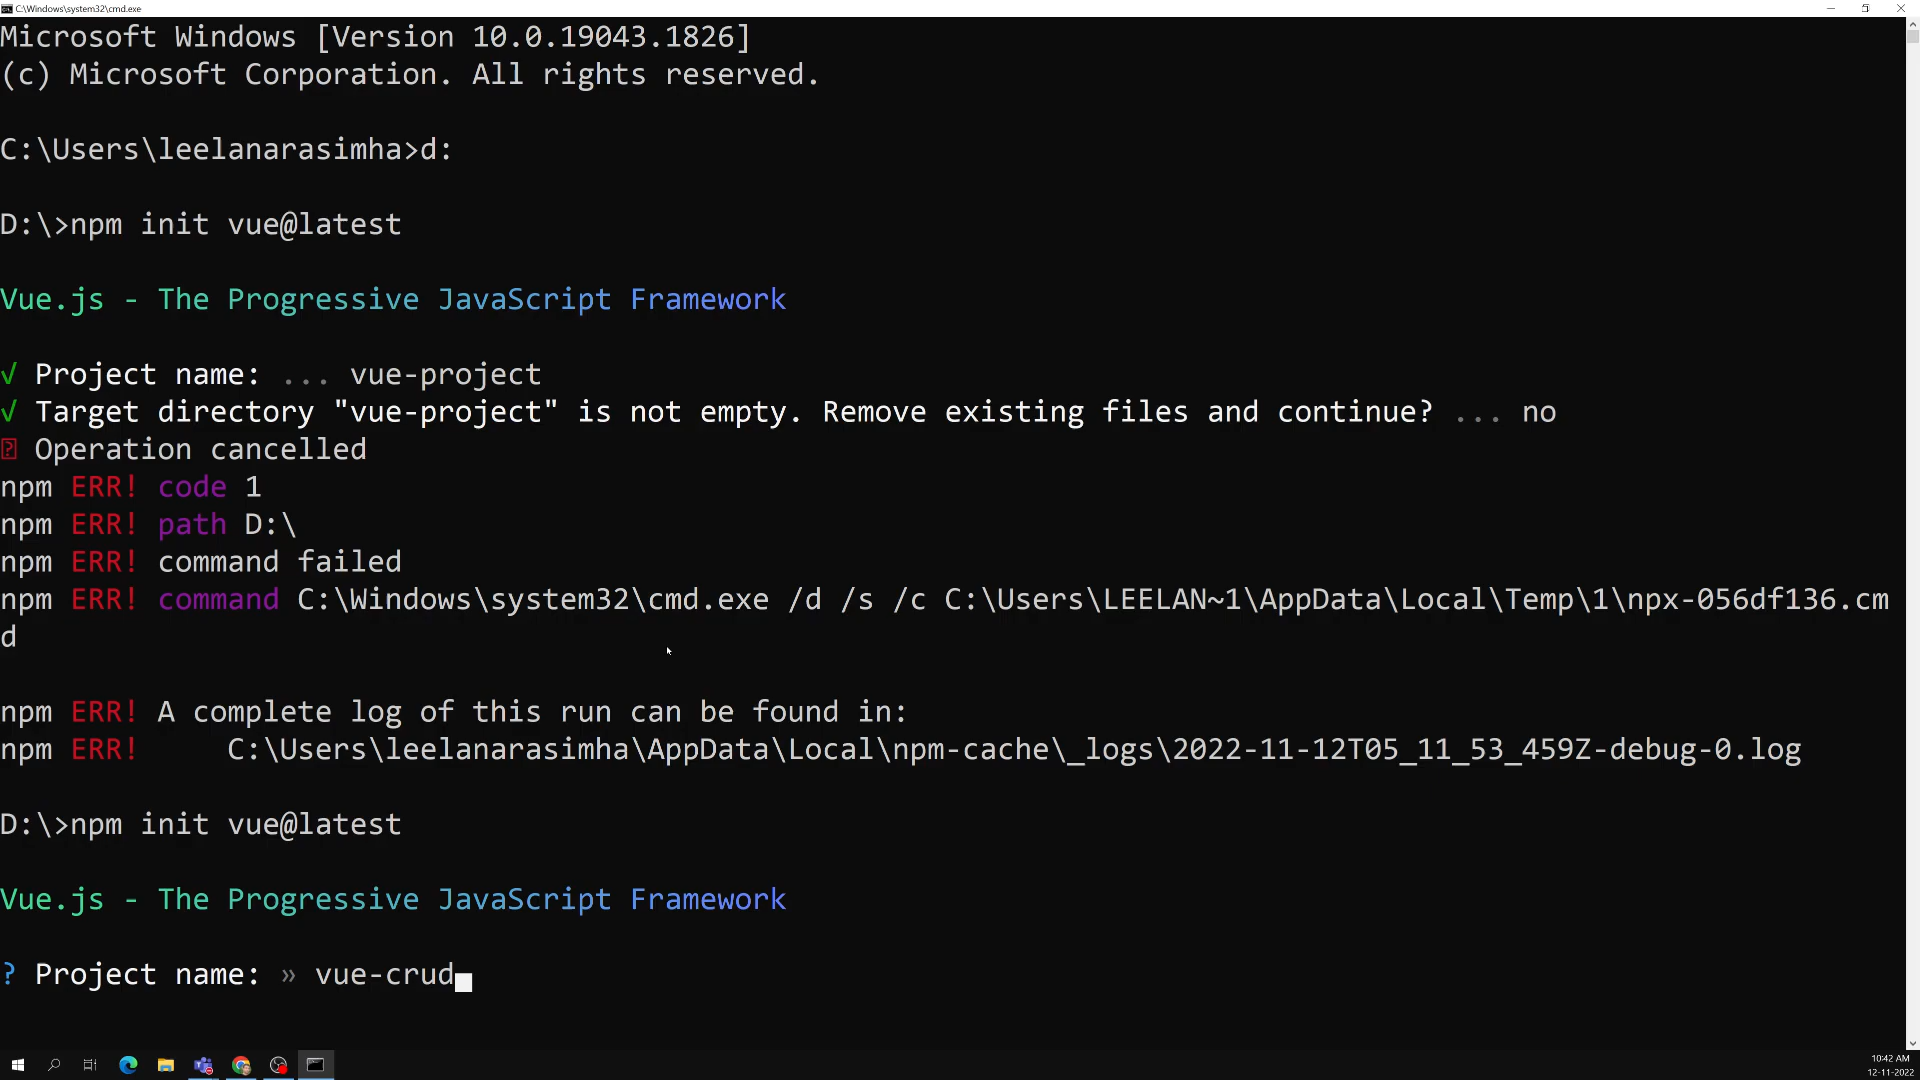 C:\Windows\system32\cmd.exe
Microsoft Windows [Version 10.0.19043.1826]
(c) Microsoft Corporation. All rights reserved.
C:\Users\leelanarasimha>d:
D:\>npm init vue@latest
Vue.js - The Progressive JavaScript Framework
√ Project name: ... vue-project
√ Target directory "vue-project" is not empty. Remove existing files and continue? ... no
Operation cancelled
npm ERR! code 1
npm ERR! path D:\
npm ERR! command failed
npm ERR! command C:\Windows\system32\cmd.exe /d /s /c C:\Users\LEELAN~1\AppData\Local\Temp\1\npx-056df136.cm
d
npm ERR! A complete log of this run can be found in:
npm ERR!     C:\Users\leelanarasimha\AppData\Local\npm-cache\_logs\2022-11-12T05_11_53_459Z-debug-0.log
D:\>npm init vue@latest
Vue.js - The Progressive JavaScript Framework
? Project name: » vue-crud
10:42 AM
12-11-2022